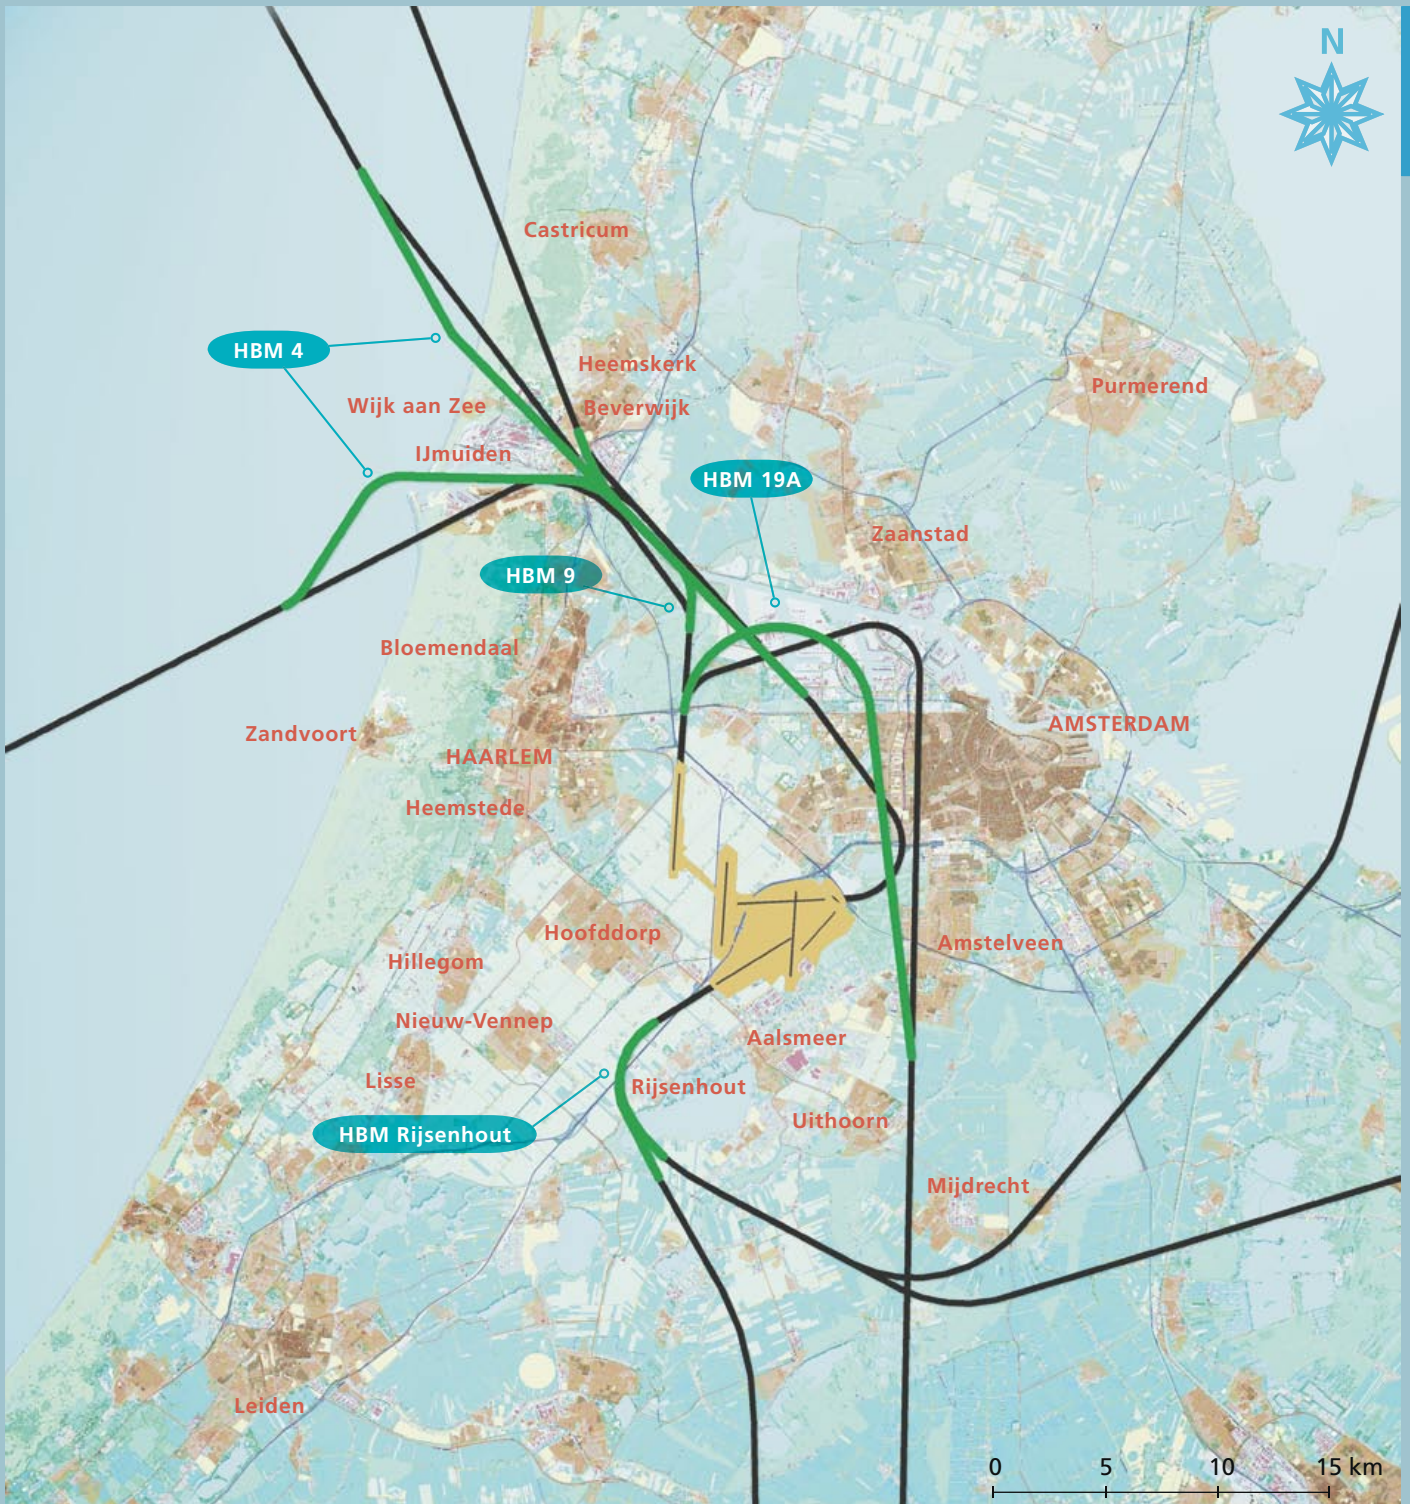 N
Castricum
HBM 4
Heemskerk
Purmerend
Wijk aan Zee
Beverwijk
IJmuiden
HBM 19A
Zaanstad
HBM 9
Bloemendaal
AMSTERDAM
Zandvoort
HAARLEM
Heemstede
Hoofddorp
Amstelveen
Hillegom
Nieuw-Vennep
Aalsmeer
Lisse
Rijsenhout
Uithoorn
HBM Rijsenhout
Mijdrecht
Leiden
0 5 10 15 km